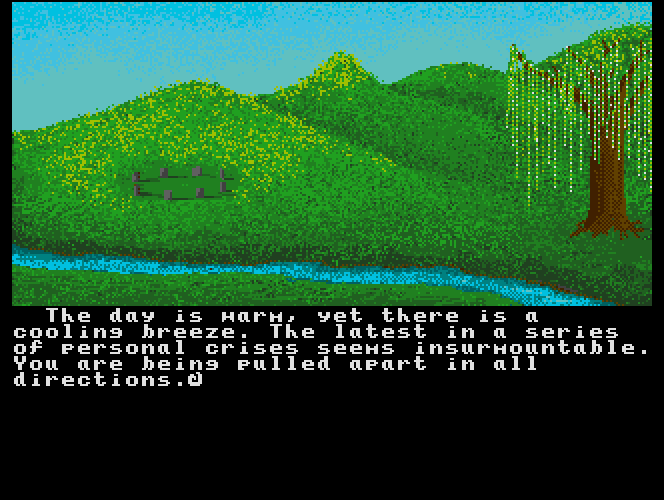 The day is warm, yet there is a
cooling breeze. The latest in a series
of personal crises seems insurmountable.
You are being pulled apart in all
directions.